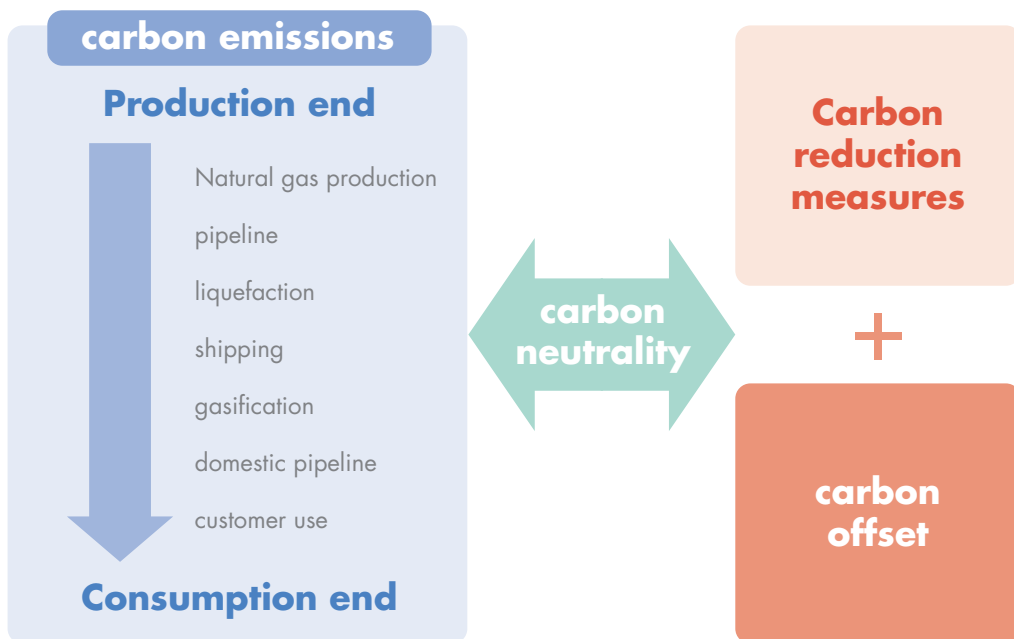 carbon emissions
Production end
Natural gas production
pipeline
liquefaction
shipping
gasification
domestic pipeline
customer use
Consumption end
carbon
neutrality
Carbon
reduction
measures
+
carbon
offset